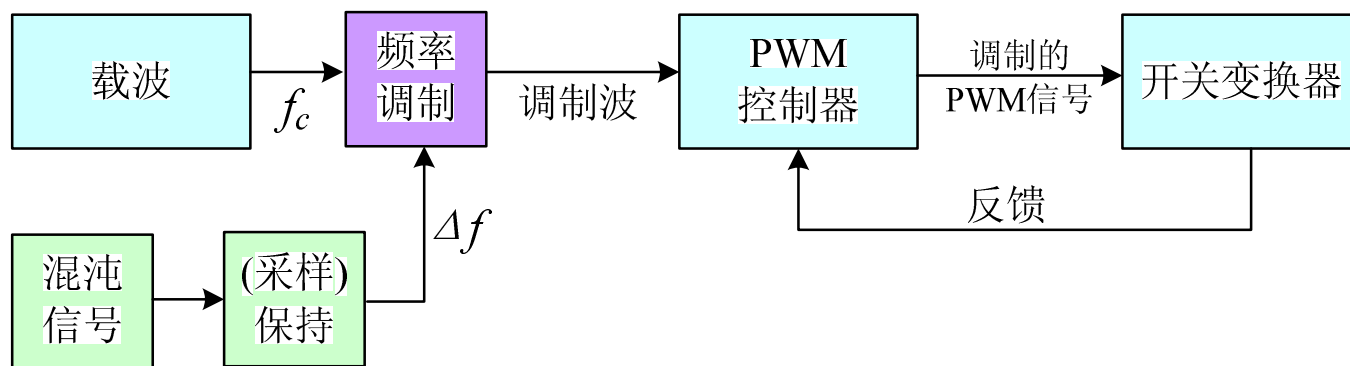 载波
f_c
频率
调制
调制波
PWM
控制器
调制的
PWM信号
开关变换器
反馈
Δf
混沌
信号
(采样)
保持